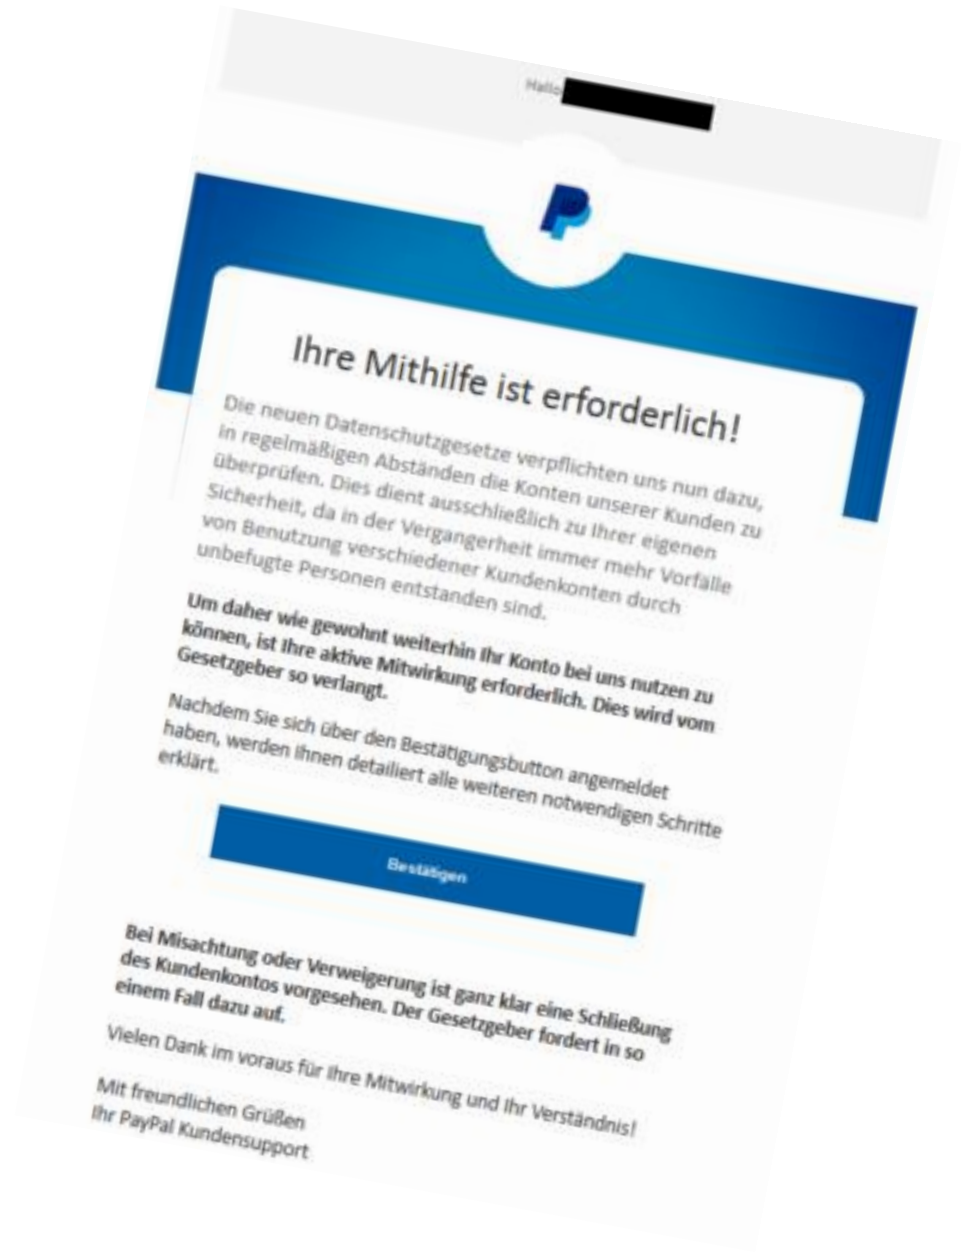 Hallo
Ihre Mithilfe ist erforderlich!
Die neuen Datenschutzgesetze verpflichten uns nun dazu,
in regelmäßigen Abständen die Konten unserer Kunden zu
überprüfen. Dies dient ausschließlich zu Ihrer eigenen
Sicherheit, da in der Vergangerheit immer mehr Vorfälle
von Benutzung verschiedener Kundenkonten durch
unbefugte Personen entstanden sind.
Um daher wie gewohnt weiterhin Ihr Konto bei uns nutzen zu
können, ist Ihre aktive Mitwirkung erforderlich. Dies wird vom
Gesetzgeber so verlangt.
Nachdem Sie sich über den Bestätigungsbutton angemeldet
haben, werden Ihnen detailiert alle weiteren notwendigen Schritte
erklärt.
Bestätigen
Bei Misachtung oder Verweigerung ist ganz klar eine Schließung
des Kundenkontos vorgesehen. Der Gesetzgeber fordert in so
einem Fall dazu auf.
Vielen Dank im voraus für Ihre Mitwirkung und Ihr Verständnis!
Mit freundlichen Grüßen
Ihr PayPal Kundensupport